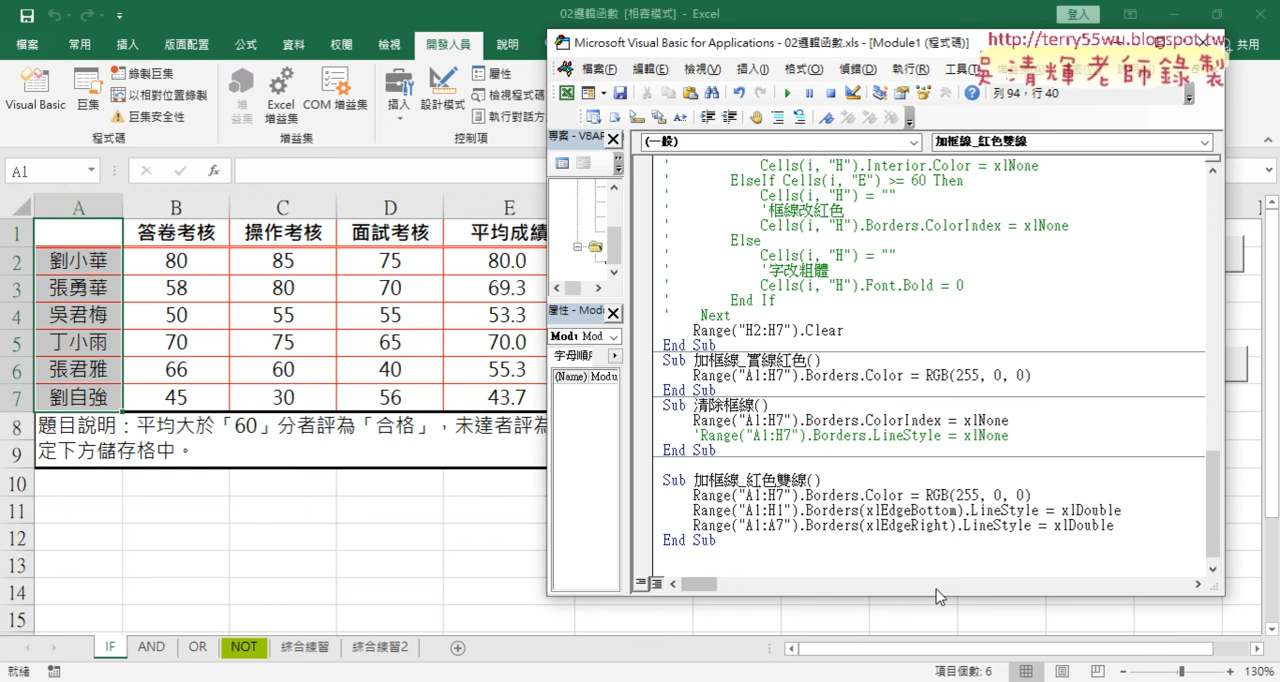 02邏輯函數 [相容模式] - Excel
登入
檔案 常用 插入 版面配置 公式 資料 校閱 檢視 開發人員 說明
共用
Visual Basic 巨集 錄製巨集 以相對位置錄製 巨集安全性
程式碼
增益集 Excel 增益集 COM 增益集
增益集
插入 設計模式 屬性 檢視程式碼 執行對話方
控制項
A1
fx
A B C D E
1 答卷考核 操作考核 面試考核 平均成績
2 劉小華 80 85 75 80.0
3 張勇華 58 80 70 69.3
4 吳君梅 50 55 55 53.3
5 丁小雨 70 75 65 70.0
6 張君雅 66 60 40 55.3
7 劉自強 45 30 56 43.7
8 題目說明：平均大於「60」分者評為「合格」，未達者評為
9 定下方儲存格中。
10
11
12
13
14
15
IF AND OR NOT 綜合練習 綜合練習2
就緒
項目個數: 6
130%
Microsoft Visual Basic for Applications - 02邏輯函數.xls - [Module1 (程式碼)]
http://terry55wu.blogspot.tw
吳清輝老師錄製
檔案(F) 編輯(E) 檢視(V) 插入(I) 格式(O) 偵錯(D) 執行(R) 工具(T)
列 94，行 40
專案 - VBAP
(一般)
加框線_紅色雙線
屬性 - Modu
Modu Mod
字母順序
(Name) Modu
' Cells(i, "H").Interior.Color = xlNone
' ElseIf Cells(i, "E") >= 60 Then
' Cells(i, "H") = ""
' '框線改紅色
' Cells(i, "H").Borders.ColorIndex = xlNone
' Else
' Cells(i, "H") = ""
' '字改粗體
' Cells(i, "H").Font.Bold = 0
' End If
' Next
Range("H2:H7").Clear
End Sub
Sub 加框線_實線紅色()
Range("A1:H7").Borders.Color = RGB(255, 0, 0)
End Sub
Sub 清除框線()
Range("A1:H7").Borders.ColorIndex = xlNone
'Range("A1:H7").Borders.LineStyle = xlNone
End Sub
Sub 加框線_紅色雙線()
Range("A1:H7").Borders.Color = RGB(255, 0, 0)
Range("A1:H1").Borders(xlEdgeBottom).LineStyle = xlDouble
Range("A1:A7").Borders(xlEdgeRight).LineStyle = xlDouble
End Sub